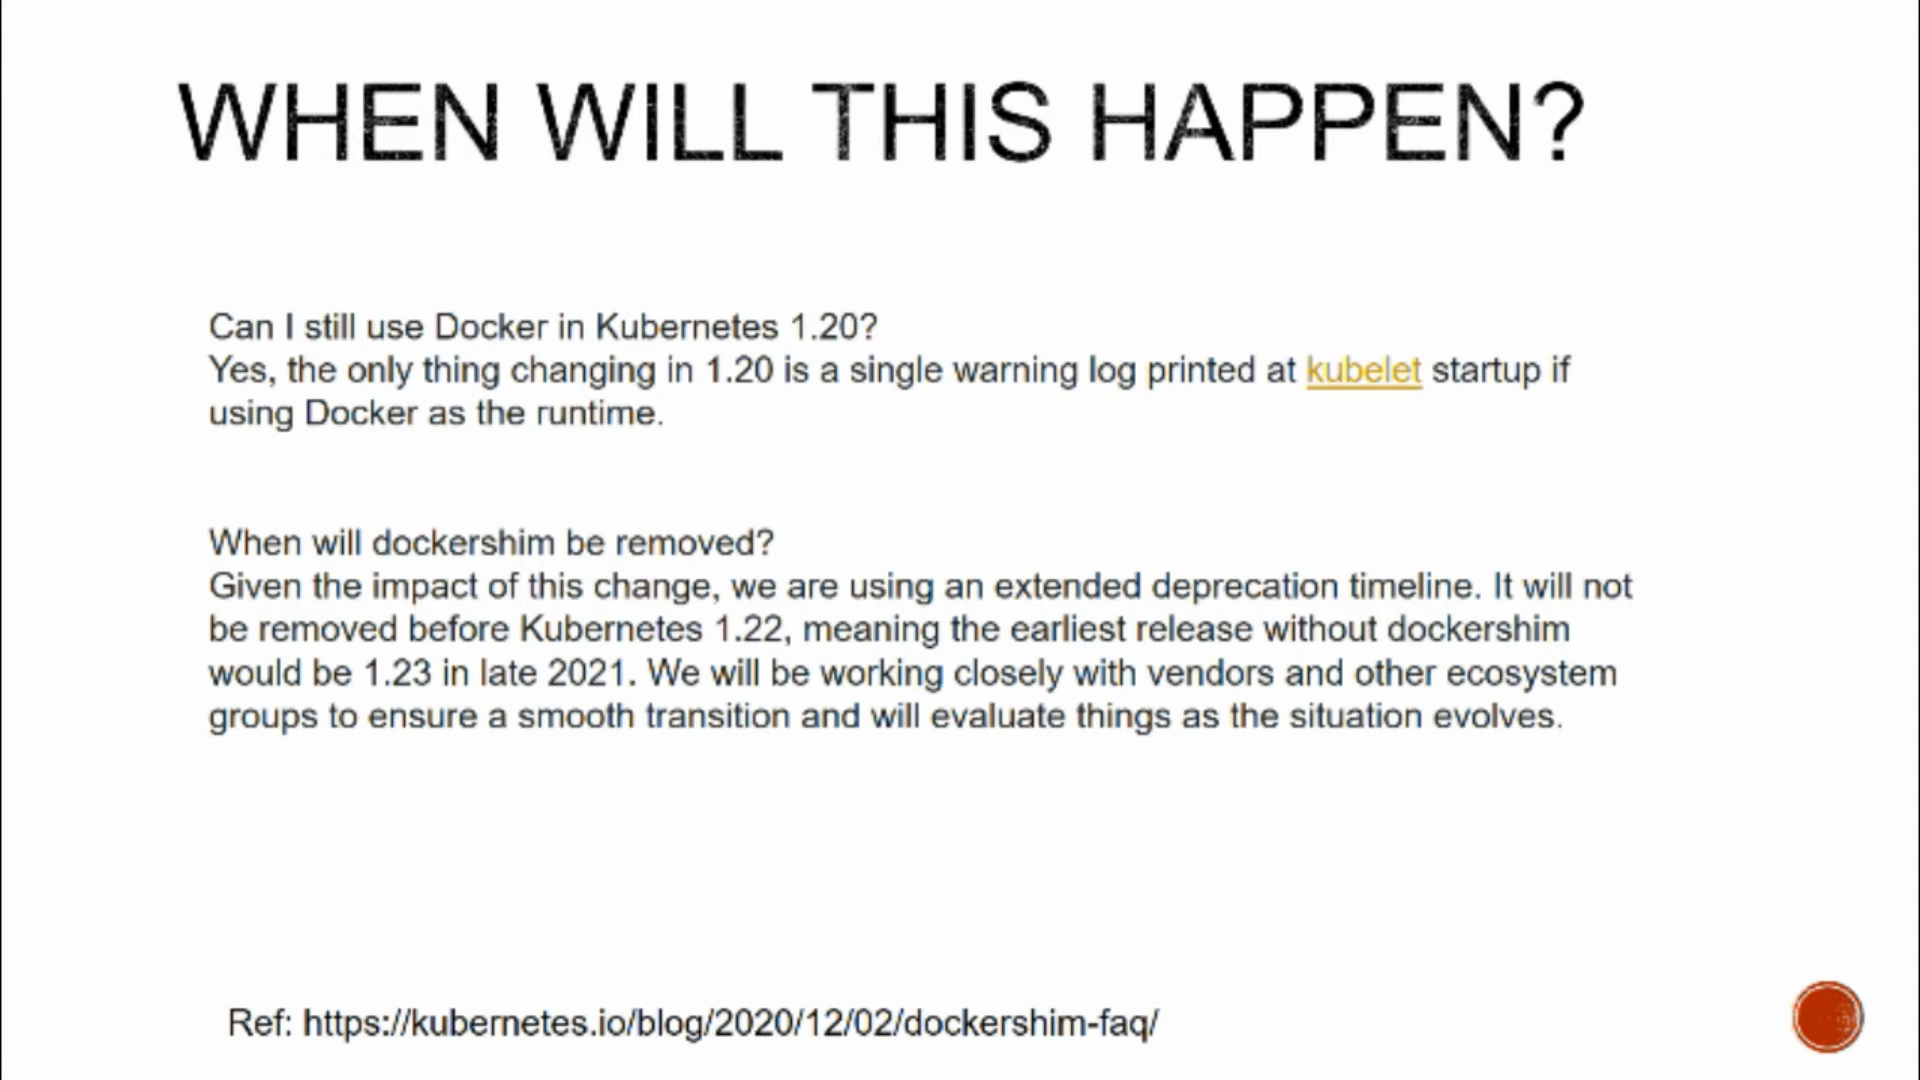 WHEN WILL THIS HAPPEN?
Can I still use Docker in Kubernetes 1.20?
Yes, the only thing changing in 1.20 is a single warning log printed at kubelet startup if
using Docker as the runtime.
When will dockershim be removed?
Given the impact of this change, we are using an extended deprecation timeline. It will not
be removed before Kubernetes 1.22, meaning the earliest release without dockershim
would be 1.23 in late 2021. We will be working closely with vendors and other ecosystem
groups to ensure a smooth transition and will evaluate things as the situation evolves.
Ref: https://kubernetes.io/blog/2020/12/02/dockershim-faq/